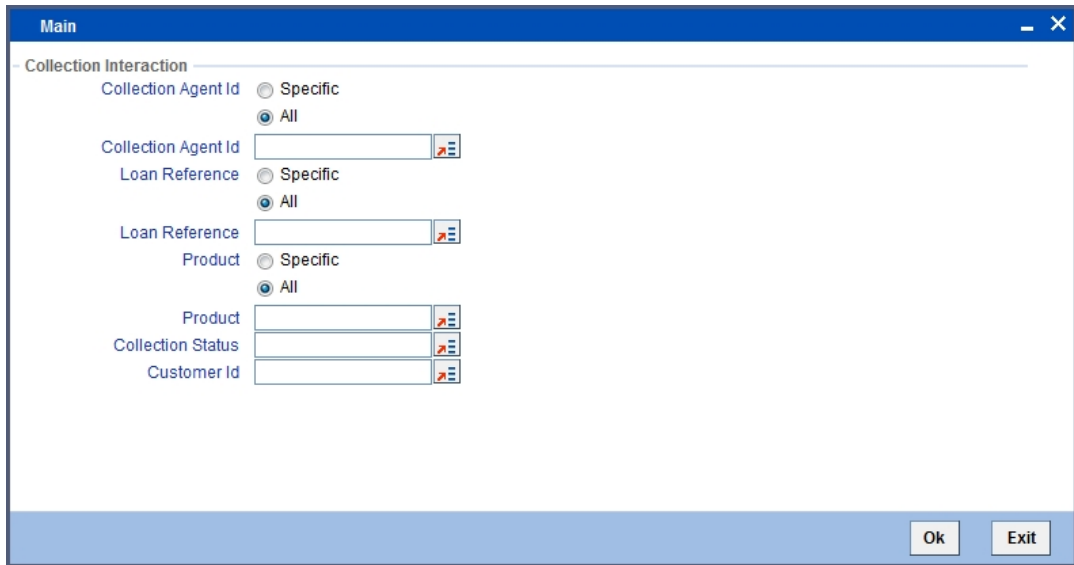 Main
Collection Interaction
Collection Agent Id Specific
All
Collection Agent Id
Loan Reference Specific
All
Loan Reference
Product Specific
All
Product
Collection Status
Customer Id
Ok Exit